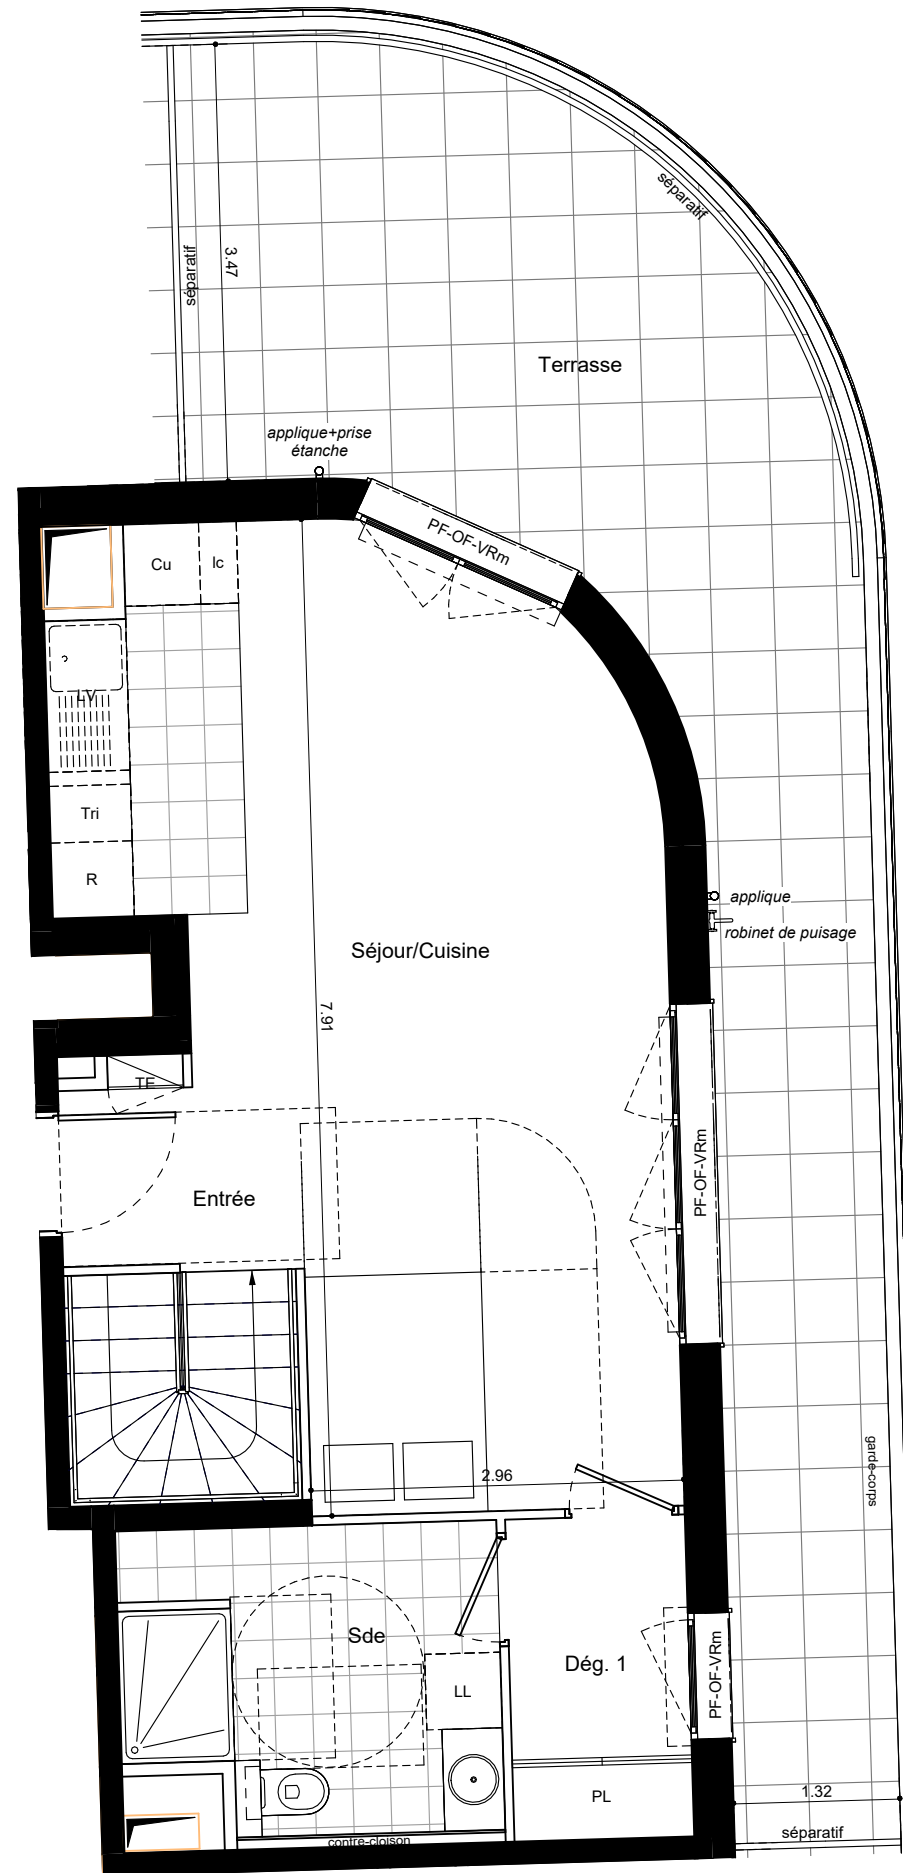 séparatif
séparatif
3.47
Terrasse
applique+prise
étanche
PF-OF-VRm
Cu
Ic
LV
Tri
R
applique
robinet de puisage
Séjour/Cuisine
7.91
TE
PF-OF-VRm
Entrée
garde-corps
2.96
Sde
Dég. 1
LL
PF-OF-VRm
PL
1.32
séparatif
contre-cloison